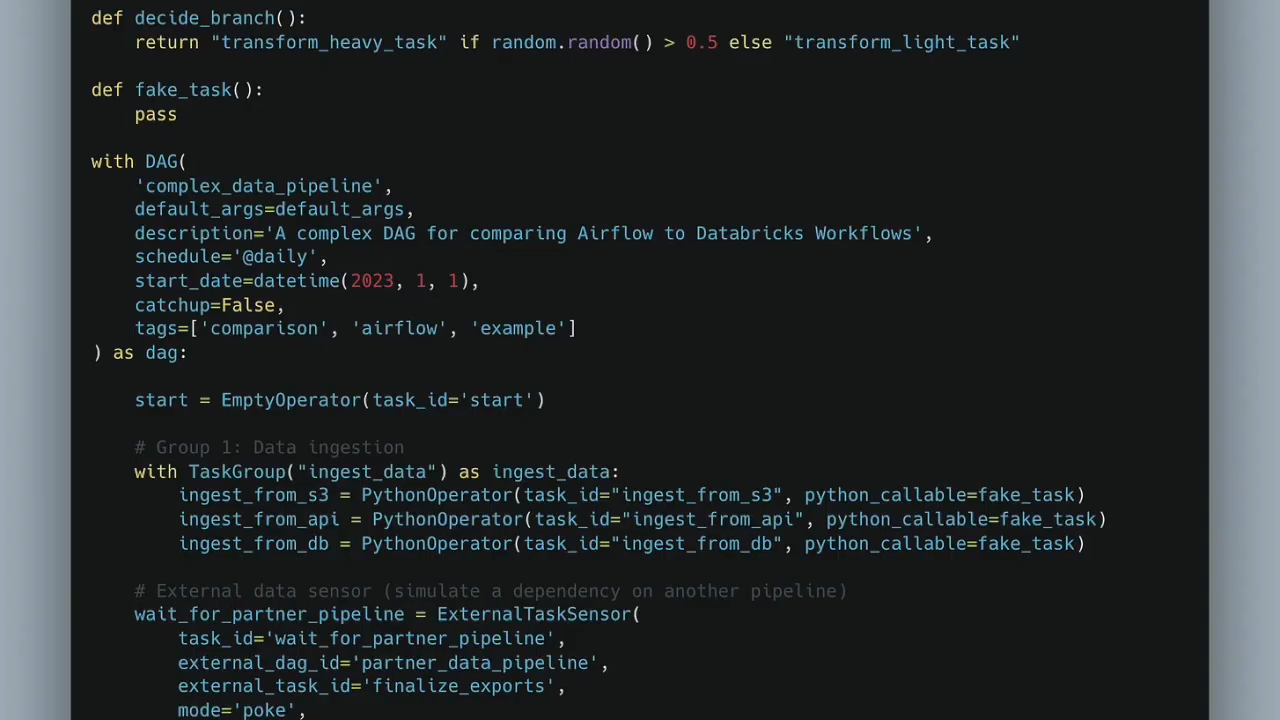 def decide_branch():
    return "transform_heavy_task" if random.random() > 0.5 else "transform_light_task"
def fake_task():
    pass
with DAG(
    'complex_data_pipeline',
    default_args=default_args,
    description='A complex DAG for comparing Airflow to Databricks Workflows',
    schedule='@daily',
    start_date=datetime(2023, 1, 1),
    catchup=False,
    tags=['comparison', 'airflow', 'example']
) as dag:
    start = EmptyOperator(task_id='start')
    # Group 1: Data ingestion
    with TaskGroup("ingest_data") as ingest_data:
        ingest_from_s3 = PythonOperator(task_id="ingest_from_s3", python_callable=fake_task)
        ingest_from_api = PythonOperator(task_id="ingest_from_api", python_callable=fake_task)
        ingest_from_db = PythonOperator(task_id="ingest_from_db", python_callable=fake_task)
    # External data sensor (simulate a dependency on another pipeline)
    wait_for_partner_pipeline = ExternalTaskSensor(
        task_id='wait_for_partner_pipeline',
        external_dag_id='partner_data_pipeline',
        external_task_id='finalize_exports',
        mode='poke',